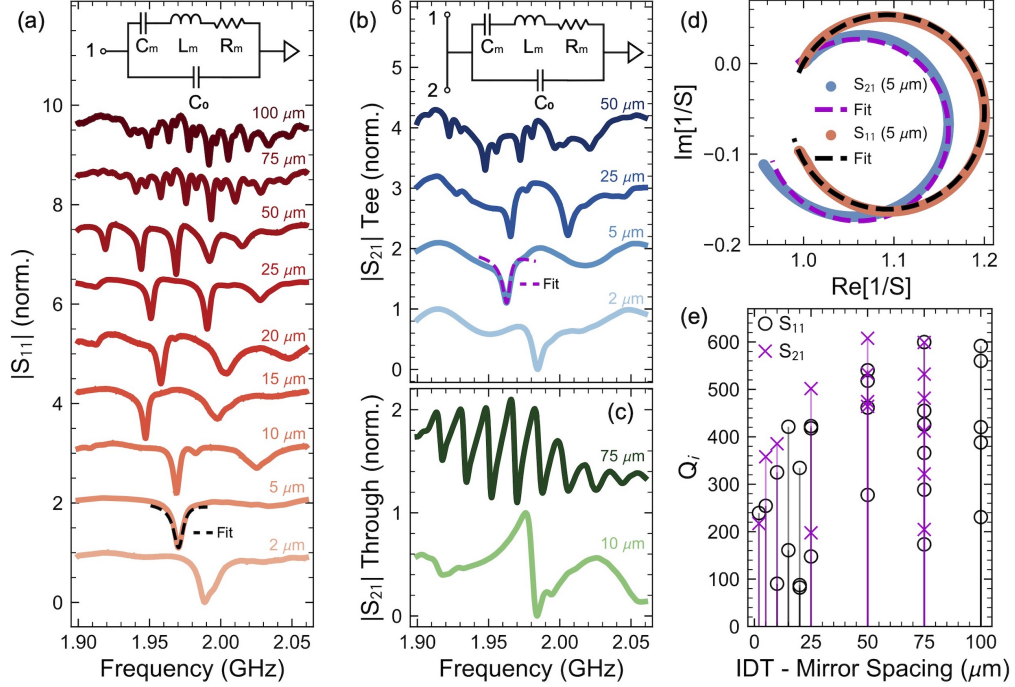 (a)
Cm
Lm
Rm
1
C₀
|S₁₁| (norm.)
10
8
6
4
2
0
100 μm
75 μm
50 μm
25 μm
20 μm
15 μm
10 μm
5 μm
Fit
2 μm
1.90
1.95
2.00
2.05
Frequency (GHz)
(b)
1
Cm
Lm
Rm
2
C₀
|S₂₁| Tee (norm.)
6
5
4
3
2
1
0
50 μm
25 μm
5 μm
Fit
2 μm
(c)
|S₂₁| Through (norm.)
2
1
0
75 μm
10 μm
1.90
1.95
2.00
2.05
Frequency (GHz)
(d)
Im[1/S]
0.0
−0.1
−0.2
S₂₁ (5 μm)
Fit
S₁₁ (5 μm)
Fit
1.0
1.1
1.2
Re[1/S]
(e)
S₁₁
S₂₁
Qi
600
500
400
300
200
100
0
0
25
50
75
100
IDT - Mirror Spacing (μm)